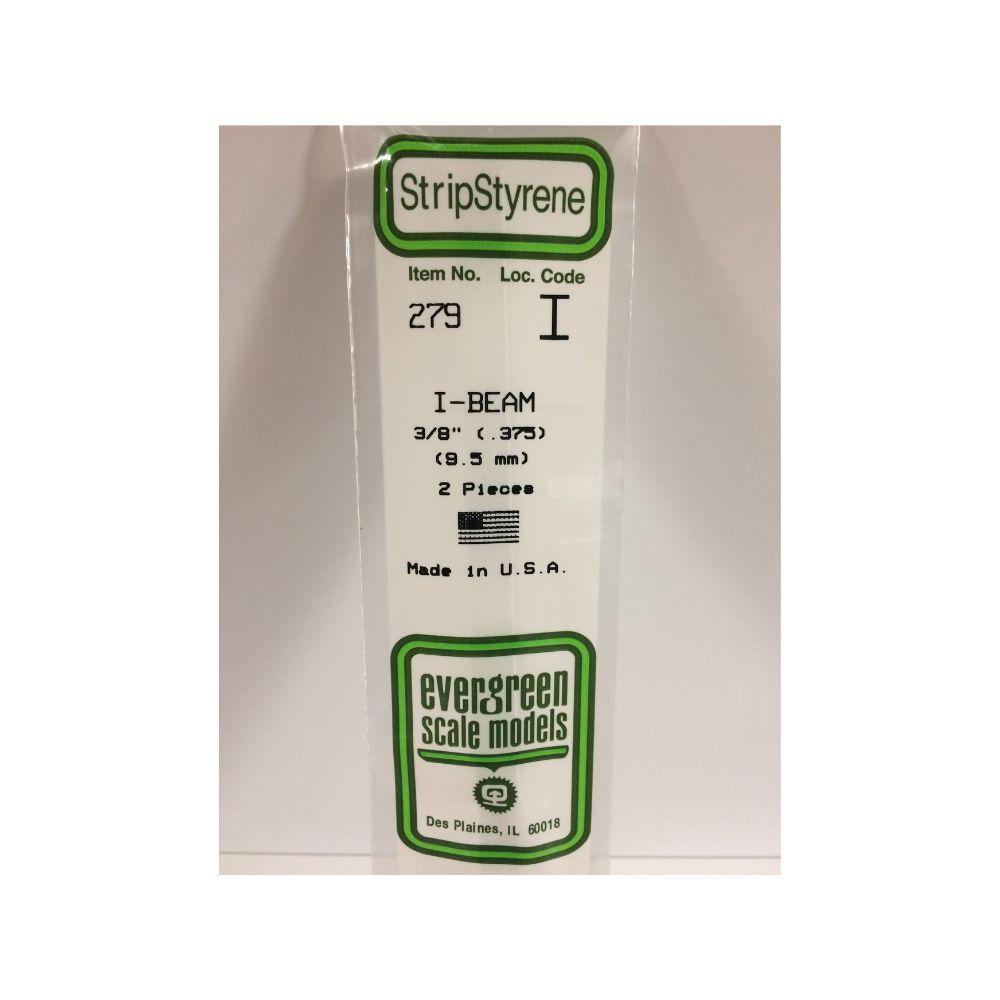 StripStyrene
Item No. Loc. Code
279 I
I-BEAM
3/8" (.375)
(9.5 mm)
2 Pieces
Made in U.S.A.
evergreen
scale models
Des Plaines, IL 60018